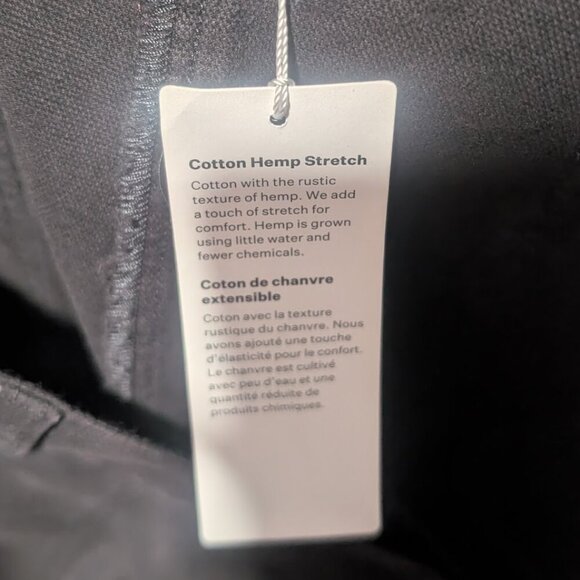 Cotton Hemp Stretch
Cotton with the rustic
texture of hemp. We add
a touch of stretch for
comfort. Hemp is grown
using little water and
fewer chemicals.
Coton de chanvre
extensible
Coton avec la texture
rustique du chanvre. Nous
avons ajouté une touche
d'élasticité pour le confort.
Le chanvre est cultivé
avec peu d'eau et une
quantité réduite de
produits chimiques.